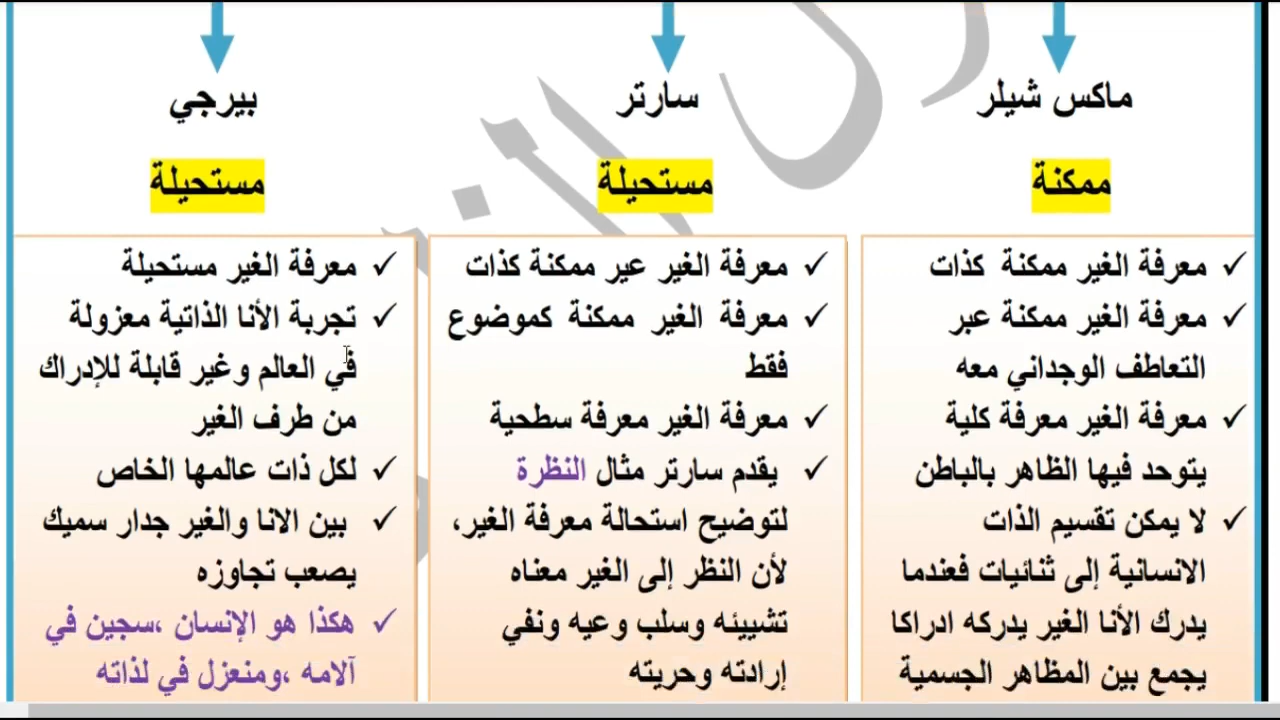 ماكس شيلر
ممكنة
معرفة الغير ممكنة كذات
معرفة الغير ممكنة عبر
التعاطف الوجداني معه
معرفة الغير معرفة كلية
يتوحد فيها الظاهر بالباطن
لا يمكن تقسيم الذات
الانسانية إلى ثنائيات فعندما
يدرك الأنا الغير يدركه ادراكا
يجمع بين المظاهر الجسمية
سارتر
مستحيلة
معرفة الغير عير ممكنة كذات
معرفة الغير ممكنة كموضوع
فقط
معرفة الغير معرفة سطحية
يقدم سارتر مثال النظرة
لتوضيح استحالة معرفة الغير،
لأن النظر إلى الغير معناه
تشييئه وسلب وعيه ونفي
إرادته وحريته
بيرجي
مستحيلة
معرفة الغير مستحيلة
تجربة الأنا الذاتية معزولة
في العالم وغير قابلة للإدراك
من طرف الغير
لكل ذات عالمها الخاص
بين الانا والغير جدار سميك
يصعب تجاوزه
هكذا هو الإنسان ،سجين في
آلامه ،ومنعزل في لذاته